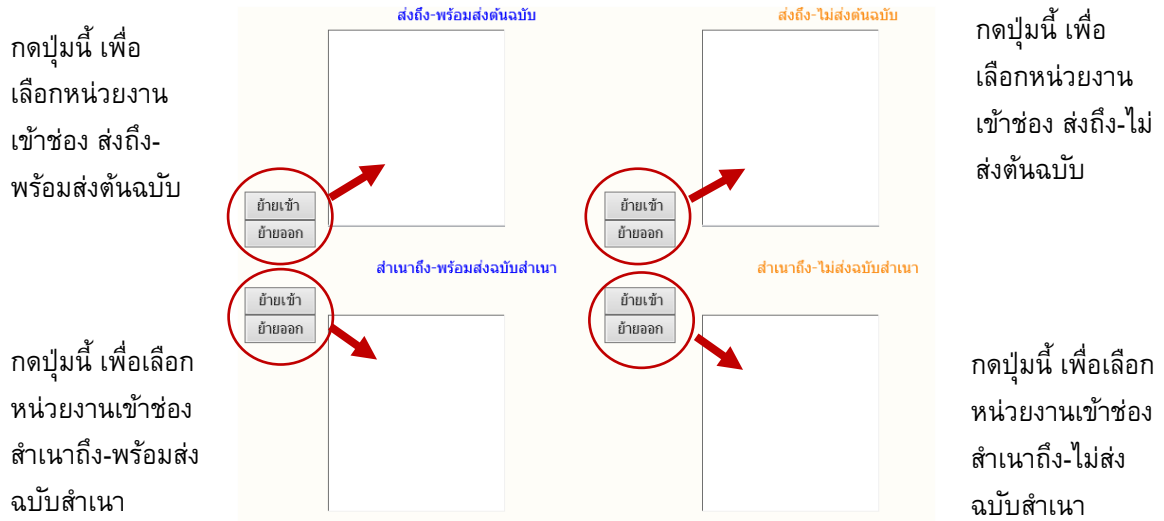 ส่งถึง-พร้อมส่งต้นฉบับ
ส่งถึง-ไม่ส่งต้นฉบับ
กดปุ่มนี้ เพื่อ
เลือกหน่วยงาน
เข้าช่อง ส่งถึง-
พร้อมส่งต้นฉบับ
กดปุ่มนี้ เพื่อ
เลือกหน่วยงาน
เข้าช่อง ส่งถึง-ไม่
ส่งต้นฉบับ
ย้ายเข้า
ย้ายออก
ย้ายเข้า
ย้ายออก
สำเนาถึง-พร้อมส่งฉบับสำเนา
สำเนาถึง-ไม่ส่งฉบับสำเนา
ย้ายเข้า
ย้ายออก
ย้ายเข้า
ย้ายออก
กดปุ่มนี้ เพื่อเลือก
หน่วยงานเข้าช่อง
สำเนาถึง-พร้อมส่ง
ฉบับสำเนา
กดปุ่มนี้ เพื่อเลือก
หน่วยงานเข้าช่อง
สำเนาถึง-ไม่ส่ง
ฉบับสำเนา